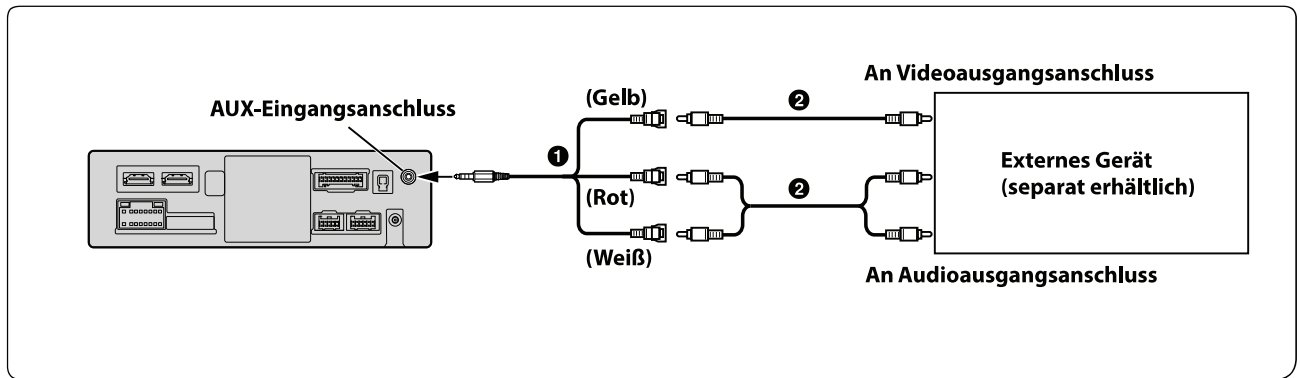 An Videoausgangsanschluss
(Gelb)
❷
AUX-Eingangsanschluss
❶
Externes Gerät
(separat erhältlich)
(Rot)
❷
(Weiß)
An Audioausgangsanschluss